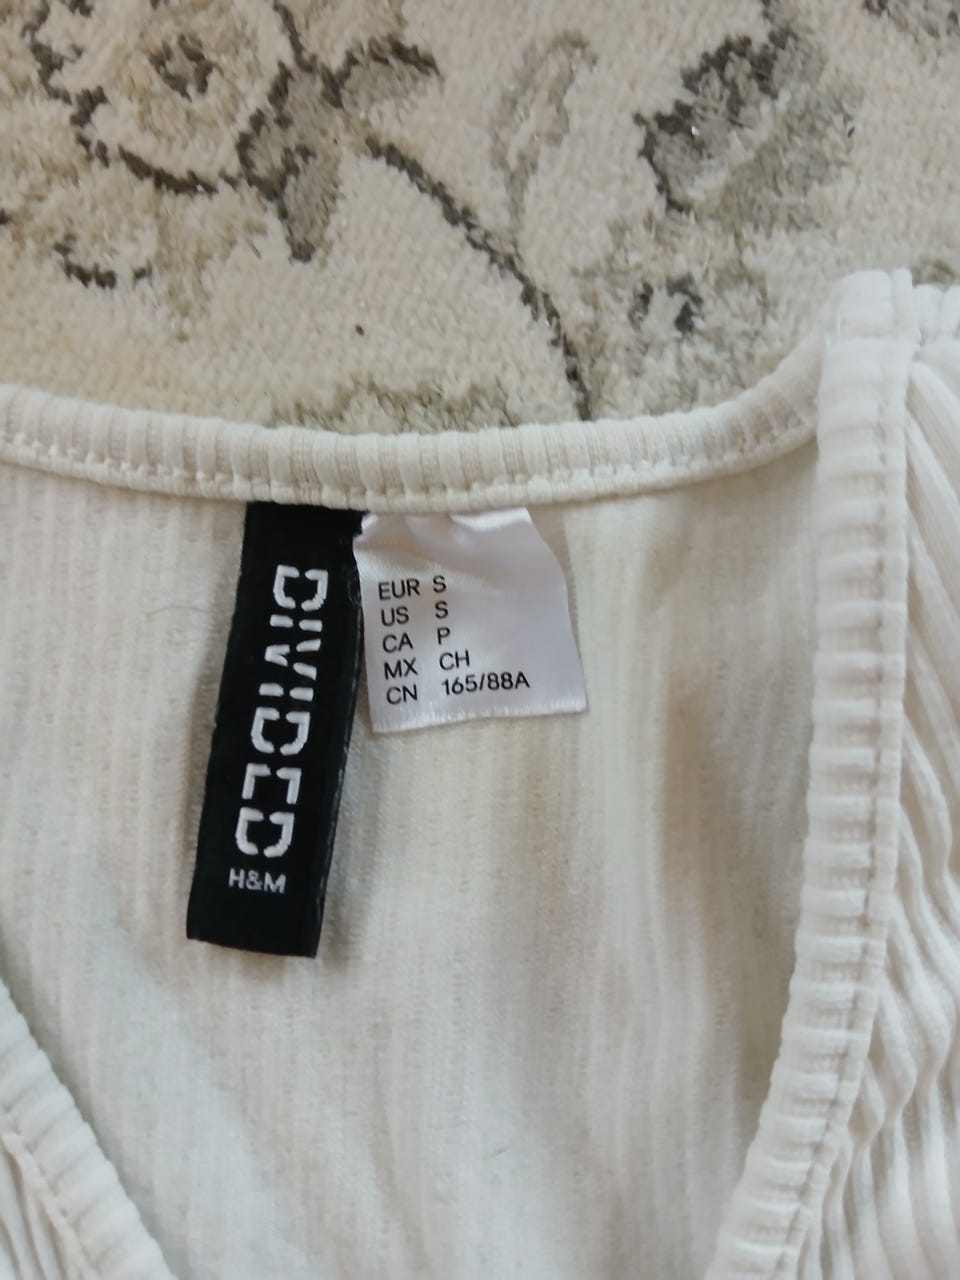 DIVIDED
H&M
EUR S
US S
CA P
MX CH
CN 165/88A